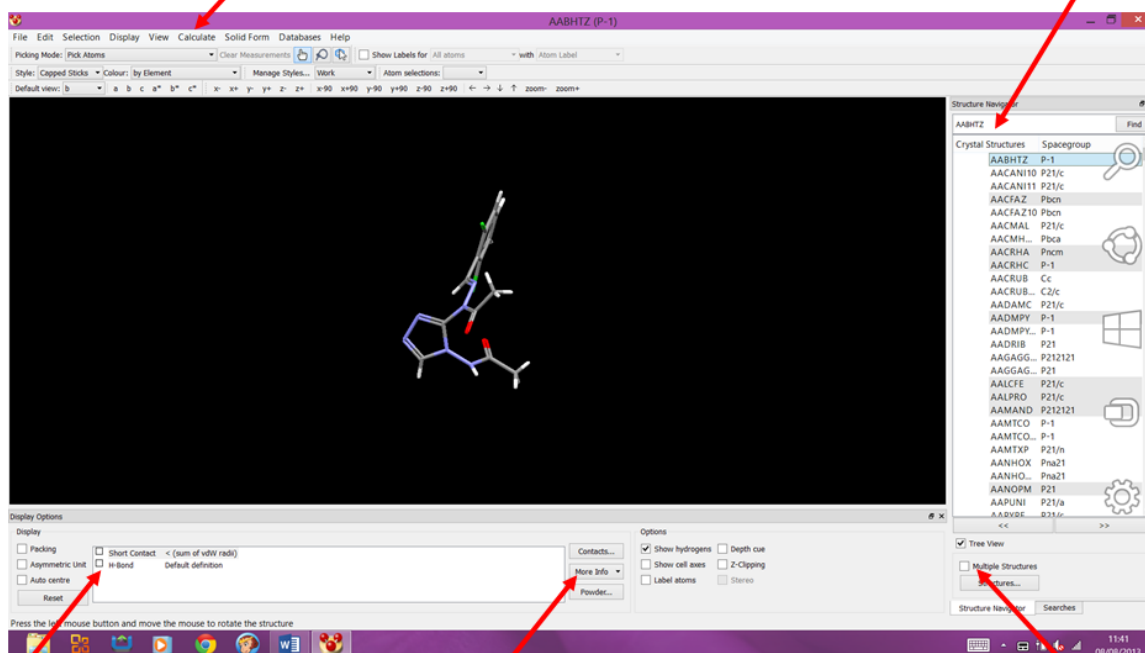 AABHTZ (P-1)
File Edit Selection Display View Calculate Solid Form Databases Help
Picking Mode: Pick Atoms Clear Measurements Show Labels for All atoms with Atom Label
Style: Capped Sticks Colour: by Element Manage Styles... Work Atom selections:
Default view: b a b c a* b* c* x- x+ y- y+ z- z+ x-90 x+90 y-90 y+90 z-90 z+90 ← → ↓ ↑ zoom- zoom+
Structure Navigator
AABHTZ Find
Crystal Structures Spacegroup
AABHTZ P-1
AACANI10 P21/c
AACANI11 P21/c
AACFAZ Pbcn
AACFAZ10 Pbcn
AACMAL P21/c
AACMH... Pbca
AACRHA Pncm
AACRHC P-1
AACRUB Cc
AACRUB... C2/c
AADAMC P21/c
AADMPY P-1
AADMPY... P-1
AADRIB P21
AAGAGG... P212121
AAGGAG... P21
AALCFE P21/c
AALPRO P21/c
AAMAND P212121
AAMTCO P-1
AAMTCO... P-1
AAMTXP P21/n
AANHOX Pna21
AANHO... Pna21
AANOPM P21
AAPUNI P21/a
<< >>
Tree View
Multiple Structures
Structures...
Structure Navigator Searches
Display Options
Display
Packing
Asymmetric Unit
Auto centre
Reset
Short Contact < (sum of vdW radii)
H-Bond Default definition
Contacts...
More Info
Powder...
Options
Show hydrogens Depth cue
Show cell axes Z-Clipping
Label atoms Stereo
Press the left mouse button and move the mouse to rotate the structure
11:41
08/08/2013